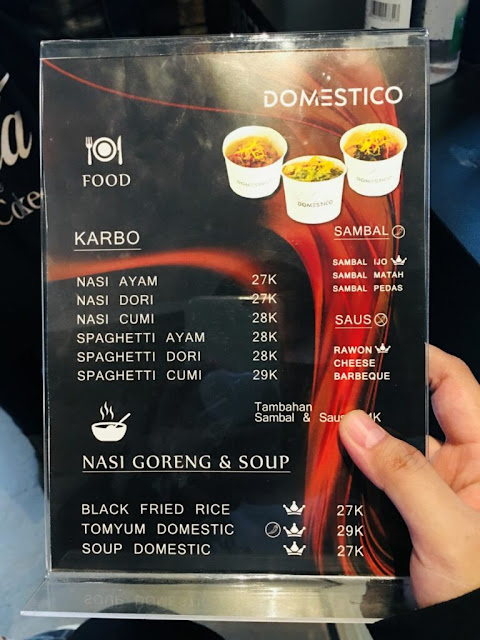 DOMESTICO
FOOD
DOMESTICO
KARBO
NASI AYAM 27K
NASI DORI 27K
NASI CUMI 28K
SPAGHETTI AYAM 28K
SPAGHETTI DORI 28K
SPAGHETTI CUMI 29K
SAMBAL
SAMBAL IJO
SAMBAL MATAH
SAMBAL PEDAS
SAUS
RAWON
CHEESE
BARBEQUE
Tambahan
Sambal & Saus 4K
NASI GORENG & SOUP
BLACK FRIED RICE 27K
TOMYUM DOMESTIC 29K
SOUP DOMESTIC 27K